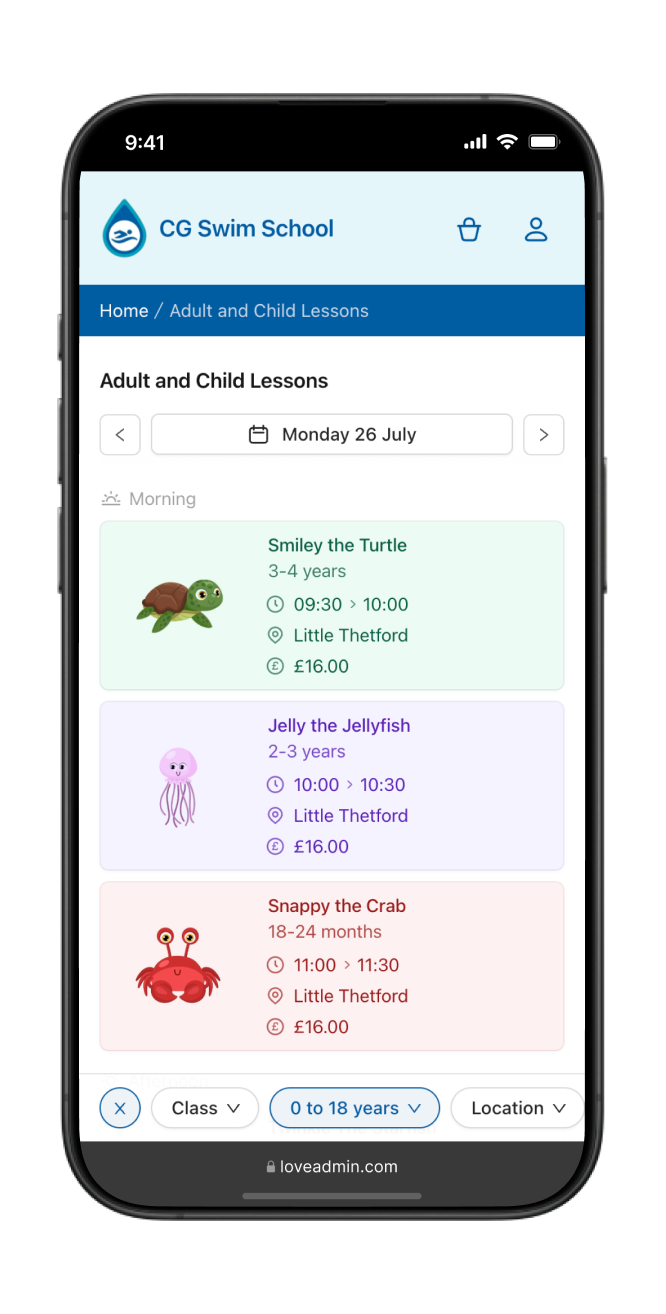 9:41
CG Swim School
Home / Adult and Child Lessons
Adult and Child Lessons
< Monday 26 July >
Morning
Smiley the Turtle
3-4 years
09:30 > 10:00
Little Thetford
£16.00
Jelly the Jellyfish
2-3 years
10:00 > 10:30
Little Thetford
£16.00
Snappy the Crab
18-24 months
11:00 > 11:30
Little Thetford
£16.00
X Class 0 to 18 years Location
loveadmin.com